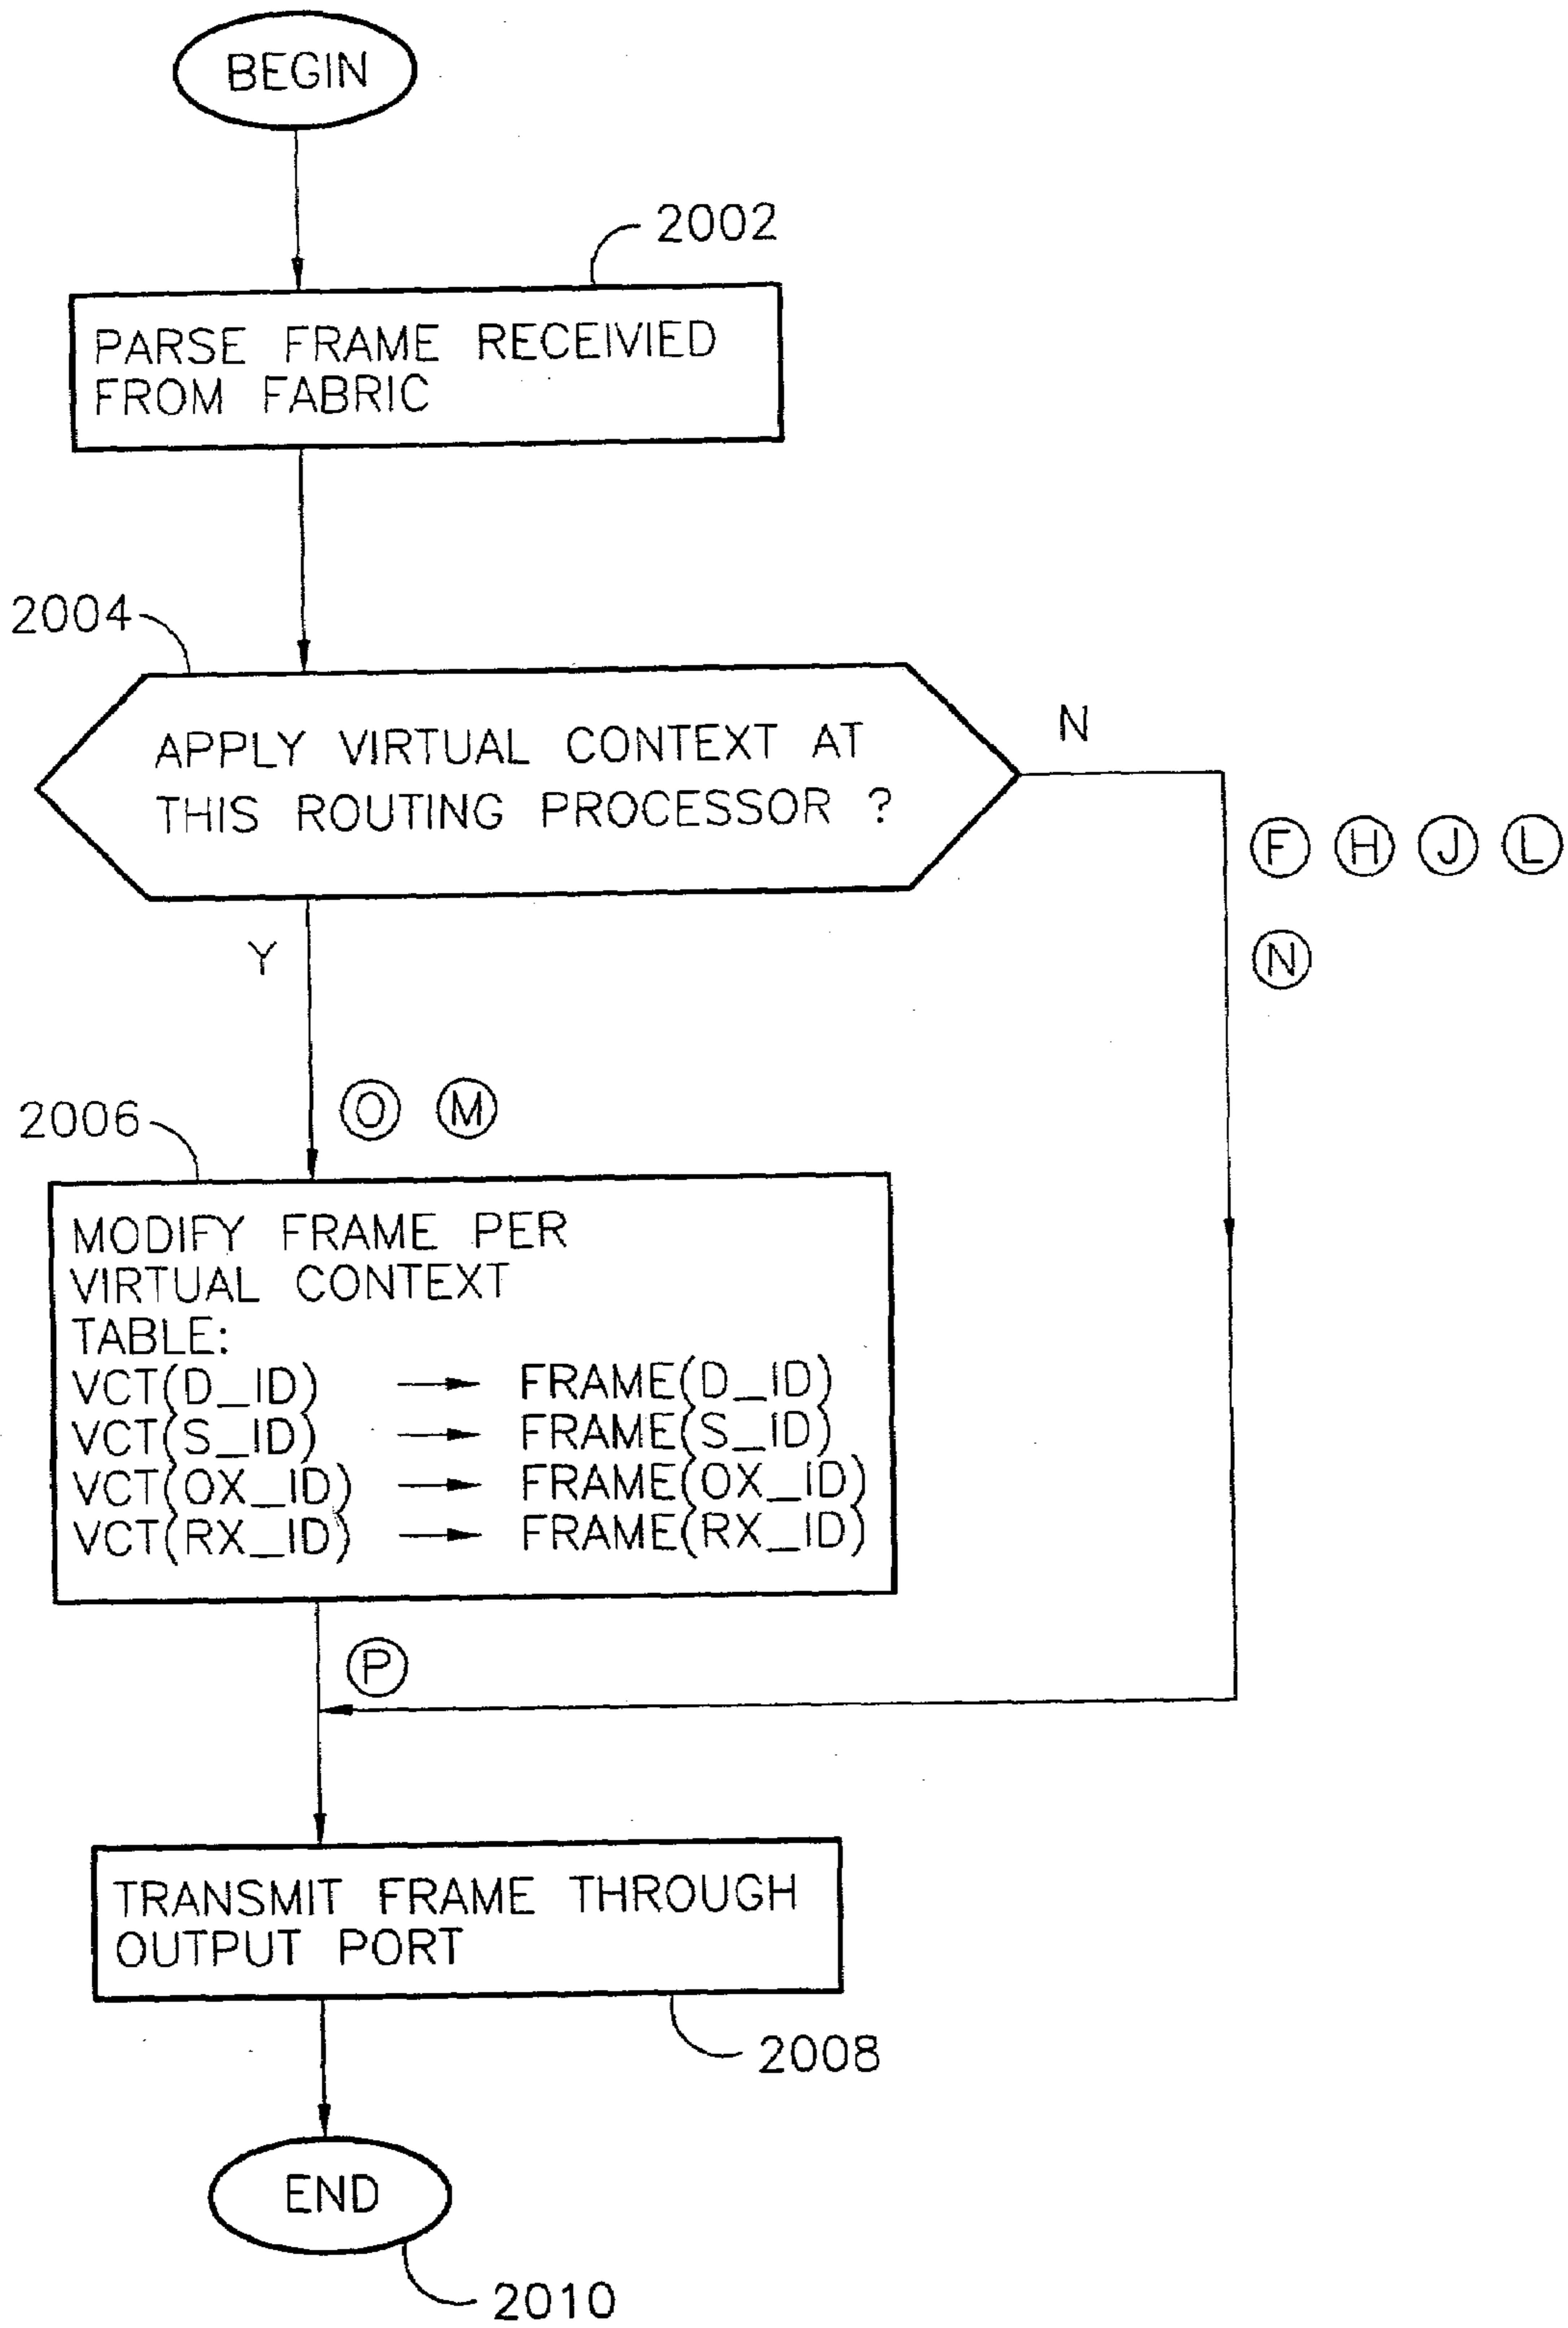 BEGIN
2002
PARSE FRAME RECEIVIED
FROM FABRIC
2004
APPLY VIRTUAL CONTEXT AT
THIS ROUTING PROCESSOR ?
N
F H J L
N
Y
O M
2006
MODIFY FRAME PER
VIRTUAL CONTEXT
TABLE:
VCT(D_ID) → FRAME(D_ID)
VCT(S_ID) → FRAME(S_ID)
VCT(OX_ID) → FRAME(OX_ID)
VCT(RX_ID) → FRAME(RX_ID)
P
TRANSMIT FRAME THROUGH
OUTPUT PORT
2008
END
2010